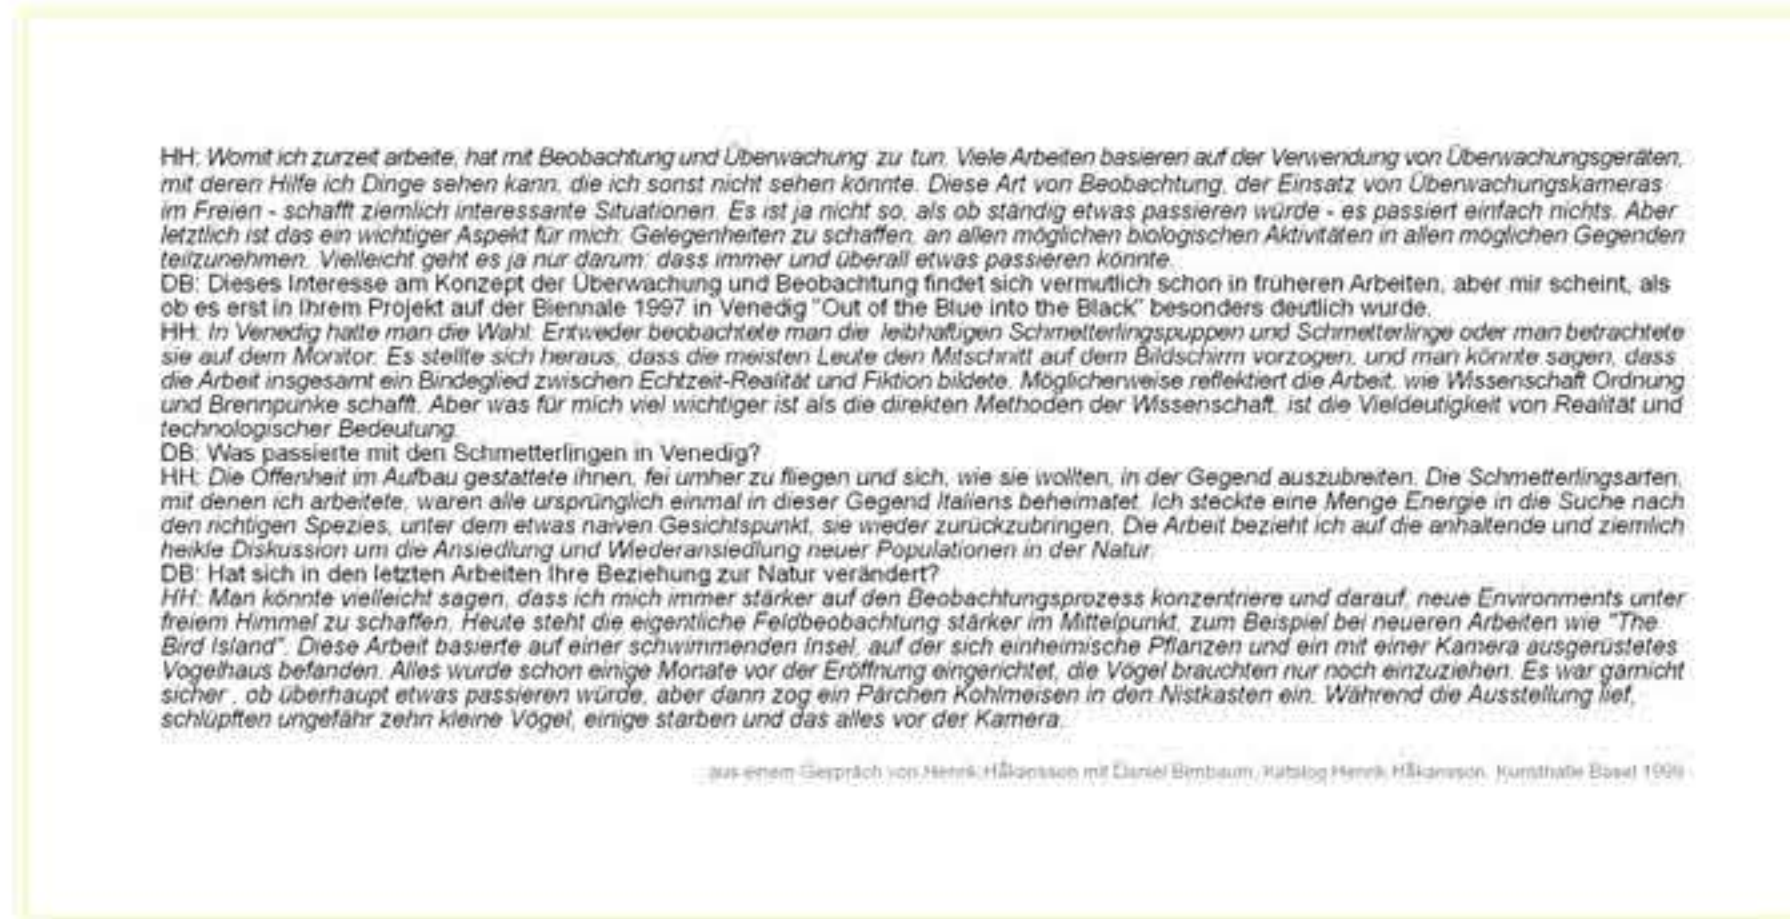 HH: Womit ich zurzeit arbeite, hat mit Beobachtung und Überwachung zu tun. Viele Arbeiten basieren auf der Verwendung von Überwachungsgeräten,
mit deren Hilfe ich Dinge sehen kann, die ich sonst nicht sehen könnte. Diese Art von Beobachtung, der Einsatz von Überwachungskameras
im Freien - schafft ziemlich interessante Situationen. Es ist ja nicht so, als ob ständig etwas passieren würde - es passiert einfach nichts. Aber
letztlich ist das ein wichtiger Aspekt für mich: Gelegenheiten zu schaffen, an allen möglichen biologischen Aktivitäten in allen möglichen Gegenden
teilzunehmen. Vielleicht geht es ja nur darum: dass immer und überall etwas passieren könnte.
DB: Dieses Interesse am Konzept der Überwachung und Beobachtung findet sich vermutlich schon in früheren Arbeiten, aber mir scheint, als
ob es erst in Ihrem Projekt auf der Biennale 1997 in Venedig "Out of the Blue into the Black" besonders deutlich wurde.
HH: In Venedig hatte man die Wahl: Entweder beobachtete man die leibhaftigen Schmetterlingspuppen und Schmetterlinge oder man betrachtete
sie auf dem Monitor. Es stellte sich heraus, dass die meisten Leute den Mitschnitt auf dem Bildschirm vorzogen, und man könnte sagen, dass
die Arbeit insgesamt ein Bindeglied zwischen Echtzeit-Realität und Fiktion bildete. Möglicherweise reflektiert die Arbeit, wie Wissenschaft Ordnung
und Brennpunke schafft. Aber was für mich viel wichtiger ist als die direkten Methoden der Wissenschaft, ist die Vieldeutigkeit von Realität und
technologischer Bedeutung.
DB: Was passierte mit den Schmetterlingen in Venedig?
HH: Die Offenheit im Aufbau gestattete ihnen, fei umher zu fliegen und sich, wie sie wollten, in der Gegend auszubreiten. Die Schmetterlingsarten,
mit denen ich arbeitete, waren alle ursprünglich einmal in dieser Gegend Italiens beheimatet. Ich steckte eine Menge Energie in die Suche nach
den richtigen Spezies, unter dem etwas naiven Gesichtspunkt, sie wieder zurückzubringen. Die Arbeit bezieht ich auf die anhaltende und ziemlich
heikle Diskussion um die Ansiedlung und Wiederansiedlung neuer Populationen in der Natur.
DB: Hat sich in den letzten Arbeiten Ihre Beziehung zur Natur verändert?
HH: Man könnte vielleicht sagen, dass ich mich immer stärker auf den Beobachtungsprozess konzentriere und darauf, neue Environments unter
freiem Himmel zu schaffen. Heute steht die eigentliche Feldbeobachtung stärker im Mittelpunkt, zum Beispiel bei neueren Arbeiten wie "The
Bird Island". Diese Arbeit basierte auf einer schwimmenden Insel, auf der sich einheimische Pflanzen und ein mit einer Kamera ausgerüstetes
Vogelhaus befanden. Alles wurde schon einige Monate vor der Eröffnung eingerichtet, die Vögel brauchten nur noch einzuziehen. Es war garnicht
sicher , ob überhaupt etwas passieren würde, aber dann zog ein Pärchen Kohlmeisen in den Nistkasten ein. Während die Ausstellung lief,
schlüpften ungefähr zehn kleine Vögel, einige starben und das alles vor der Kamera.
aus einem Gespräch von Henrik Håkansson mit Daniel Birnbaum, Katalog Henrik Håkansson, Kunsthalle Basel 1999